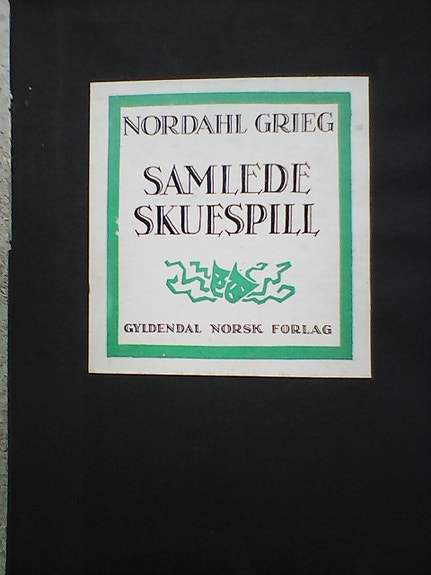 NORDAHL GRIEG
SAMLEDE
SKUESPILL
GYLDENDAL NORSK FORLAG